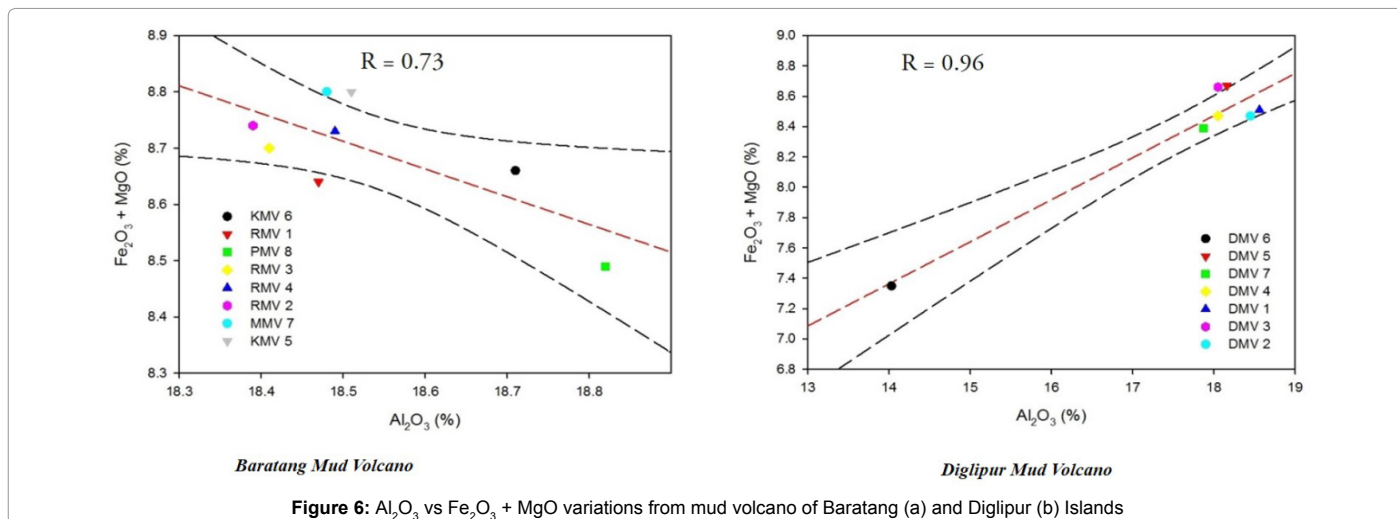 R = 0.73
8.9
8.8
8.7
8.6
8.5
8.4
8.3
Fe₂O₃ + MgO (%)
KMV 6
RMV 1
PMV 8
RMV 3
RMV 4
RMV 2
MMV 7
KMV 5
18.3 18.4 18.5 18.6 18.7 18.8
Al₂O₃ (%)
Baratang Mud Volcano
R = 0.96
9.0
8.8
8.6
8.4
8.2
8.0
7.6
7.4
7.2
7.0
6.8
Fe₂O₃ + MgO (%)
DMV 6
DMV 5
DMV 7
DMV 4
DMV 1
DMV 3
DMV 2
13 14 15 16 17 18 19
Al₂O₃ (%)
Diglipur Mud Volcano
Figure 6: Al₂O₃ vs Fe₂O₃ + MgO variations from mud volcano of Baratang (a) and Diglipur (b) Islands